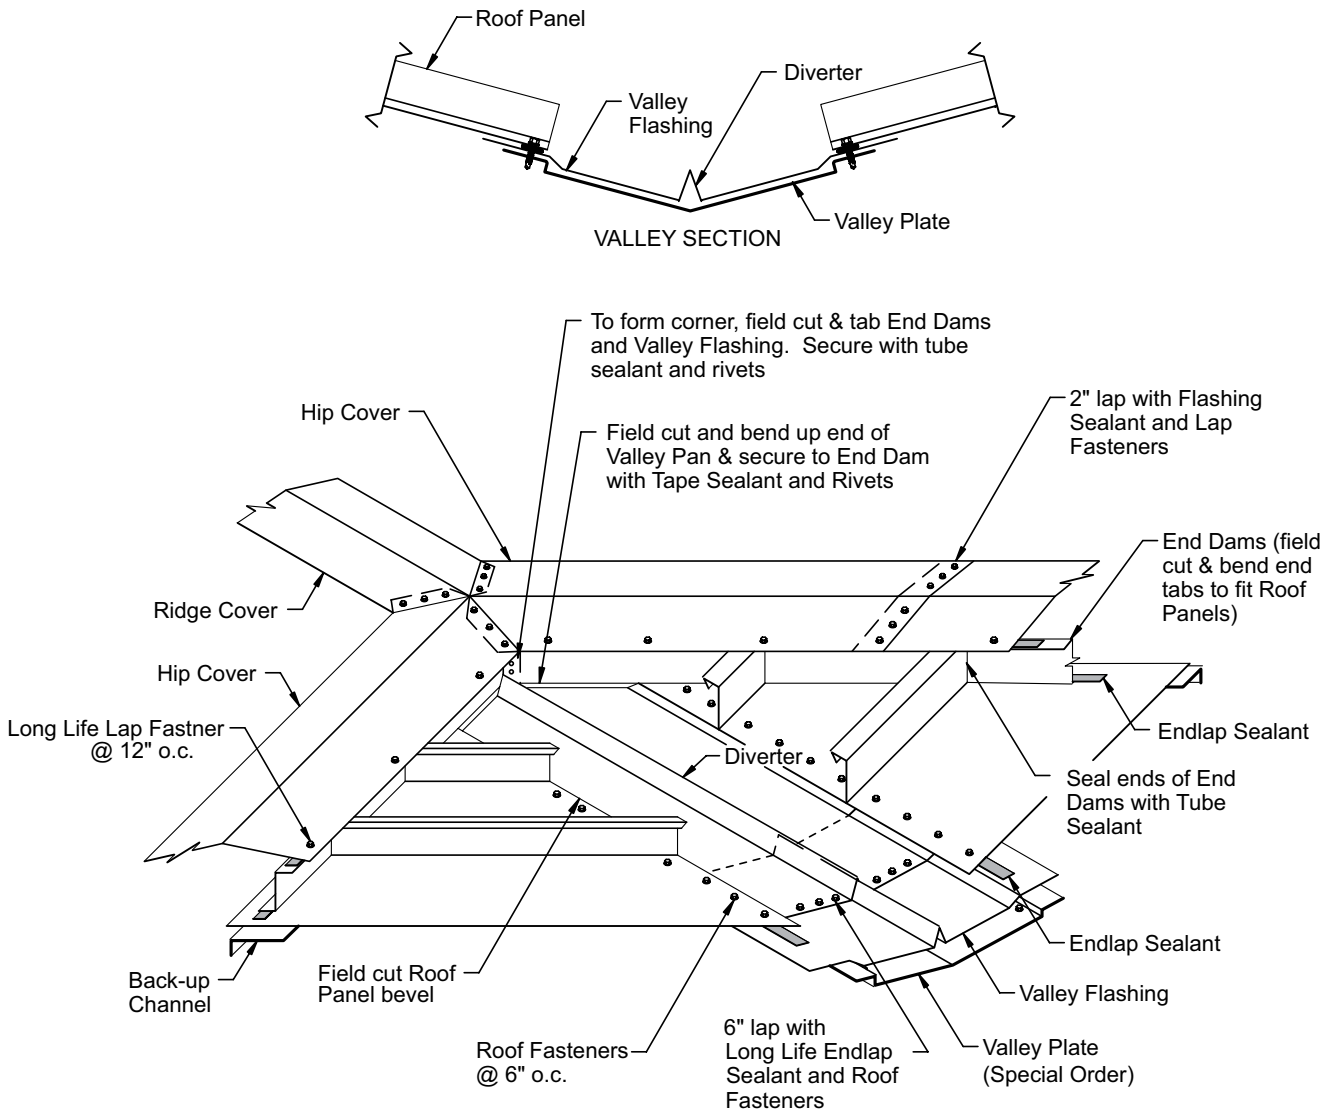 Roof Panel
Diverter
Valley
Flashing
Valley Plate
VALLEY SECTION
To form corner, field cut & tab End Dams
and Valley Flashing. Secure with tube
sealant and rivets
Hip Cover
2" lap with Flashing
Sealant and Lap
Fasteners
Field cut and bend up end of
Valley Pan & secure to End Dam
with Tape Sealant and Rivets
End Dams (field
cut & bend end
tabs to fit Roof
Panels)
Ridge Cover
Hip Cover
Long Life Lap Fastner
@ 12" o.c.
Endlap Sealant
Diverter
Seal ends of End
Dams with Tube
Sealant
Endlap Sealant
Back-up
Channel
Field cut Roof
Panel bevel
Valley Flashing
Roof Fasteners
@ 6" o.c.
6" lap with
Long Life Endlap
Sealant and Roof
Fasteners
Valley Plate
(Special Order)